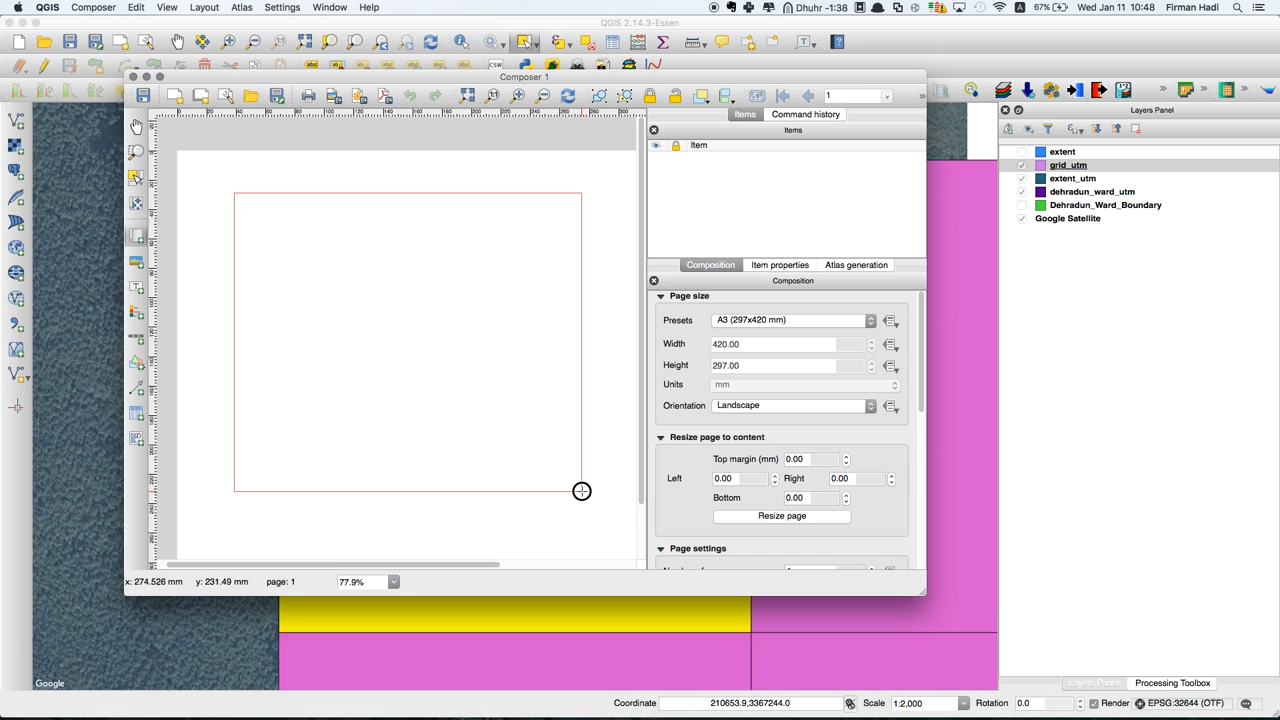 QGIS Composer Edit View Layout Atlas Settings Window Help
Dhuhr -1:38 67% Wed Jan 11 10:48 Firman Hadi
QGIS 2.14.3-Essen
Composer 1
CSW
1
Items Command history
Items
Item
Composition Item properties Atlas generation
Composition
Page size
Presets A3 (297x420 mm)
Width 420.00
Height 297.00
Units mm
Orientation Landscape
Resize page to content
Top margin (mm) 0.00
Left 0.00 Right 0.00
Bottom 0.00
Resize page
Page settings
x: 274.526 mm y: 231.49 mm page: 1 77.9%
Layers Panel
extent
grid_utm
extent_utm
dehradun_ward_utm
Dehradun_Ward_Boundary
Google Satellite
Google
Layers Panel Processing Toolbox
Coordinate 210653.9,3367244.0 Scale 1:2,000 Rotation 0.0 Render EPSG:32644 (OTF)